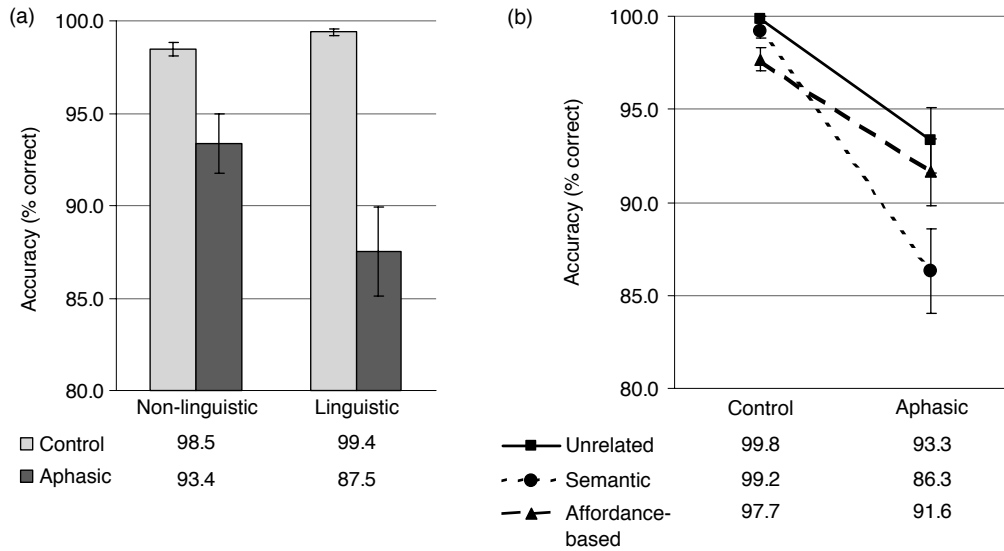 (a)
Accuracy (% correct)
100.0
95.0
90.0
85.0
80.0
Non-linguistic Linguistic
Control 98.5 99.4
Aphasic 93.4 87.5
(b)
Accuracy (% correct)
100.0
95.0
90.0
85.0
80.0
Control Aphasic
Unrelated 99.8 93.3
Semantic 99.2 86.3
Affordance- 97.7 91.6
based